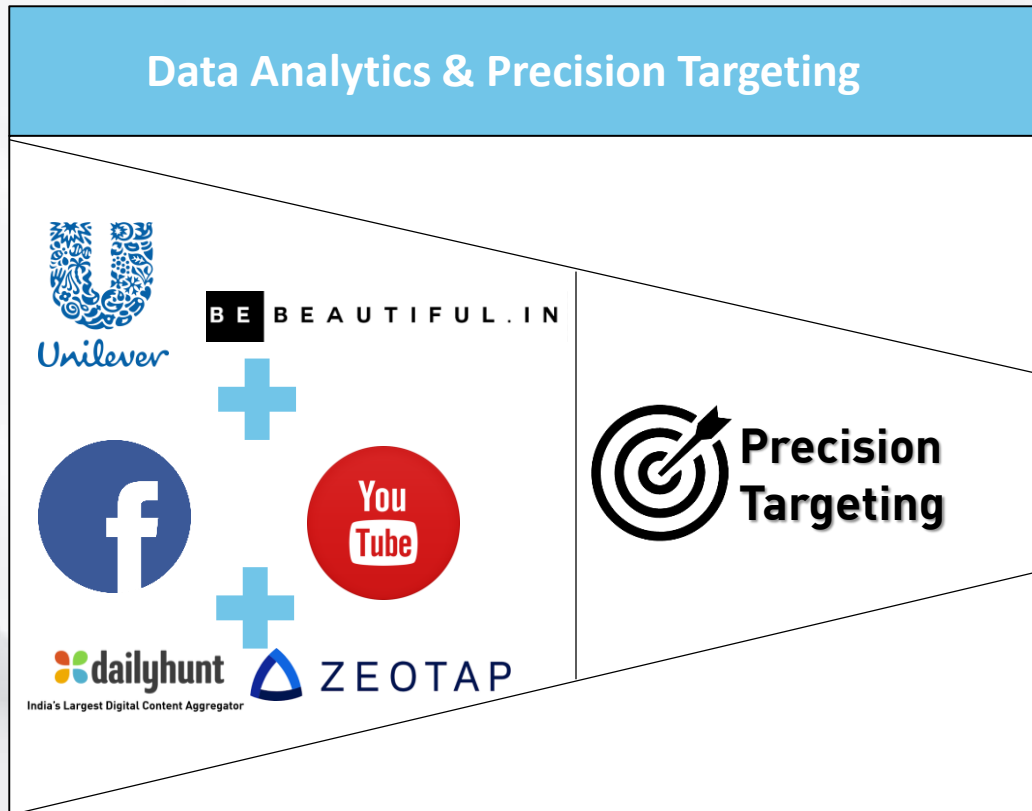 Data Analytics & Precision Targeting
Unilever
BE BEAUTIFUL.IN
f
You
Tube
Precision
Targeting
dailyhunt
India's Largest Digital Content Aggregator
ZEOTAP